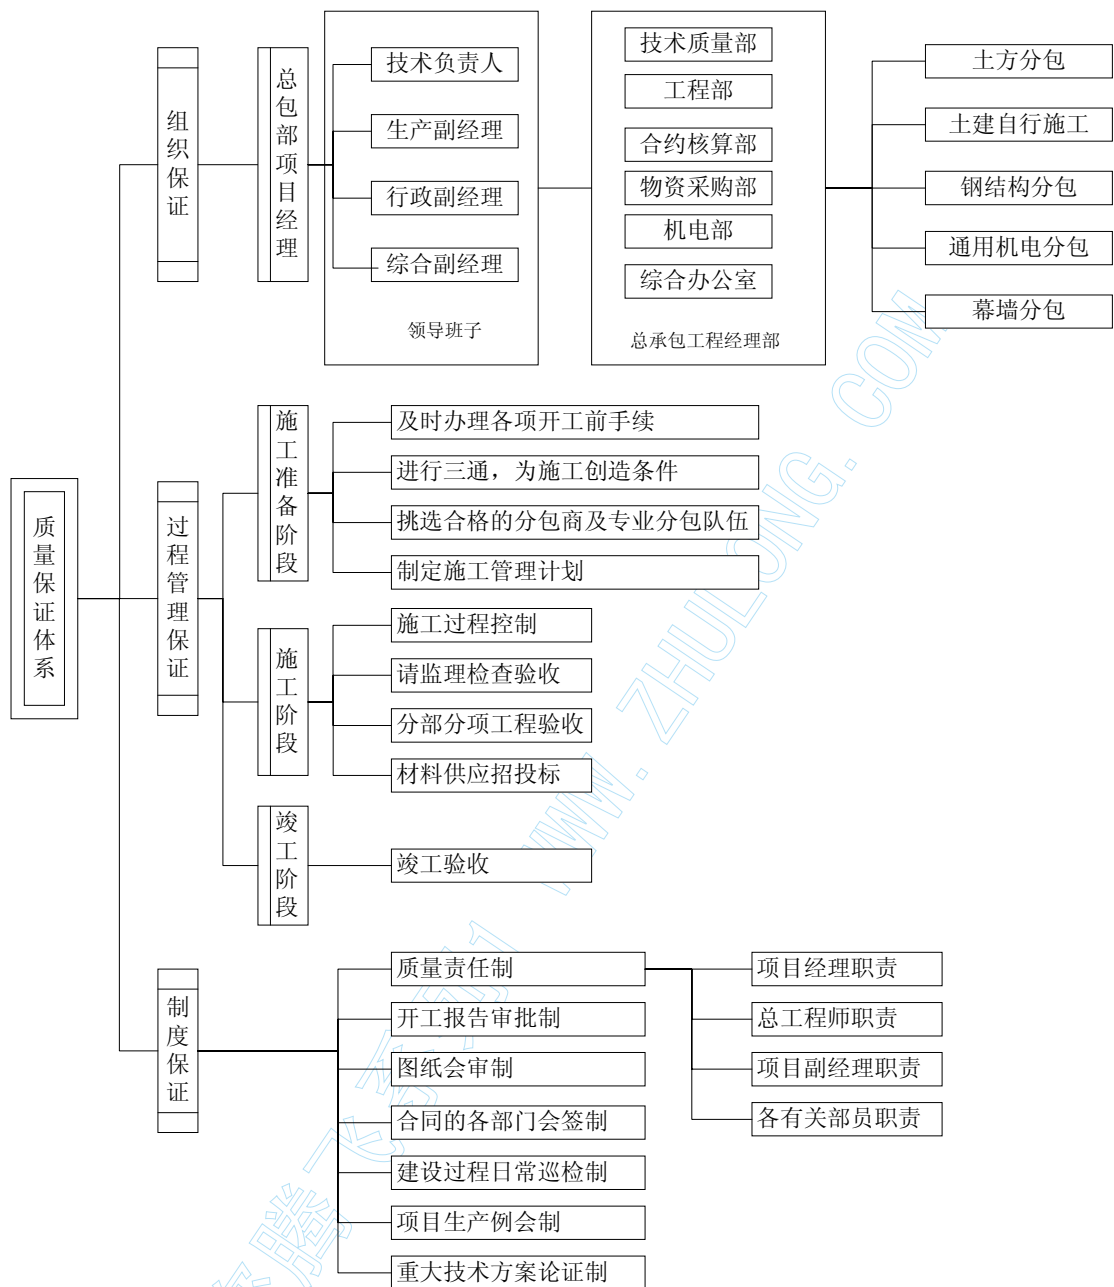 质量保证体系
组织保证
总包部项目经理
技术负责人
生产副经理
行政副经理
综合副经理
领导班子
技术质量部
工程部
合约核算部
物资采购部
机电部
综合办公室
总承包工程经理部
土方分包
土建自行施工
钢结构分包
通用机电分包
幕墙分包
过程管理保证
施工准备阶段
及时办理各项开工前手续
进行三通，为施工创造条件
挑选合格的分包商及专业分包队伍
制定施工管理计划
施工阶段
施工过程控制
请监理检查验收
分部分项工程验收
材料供应招投标
竣工阶段
竣工验收
制度保证
质量责任制
开工报告审批制
图纸会审制
合同的各部门会签制
建设过程日常巡检制
项目生产例会制
重大技术方案论证制
项目经理职责
总工程师职责
项目副经理职责
各有关部员职责
WWW. ZHULONG. COM